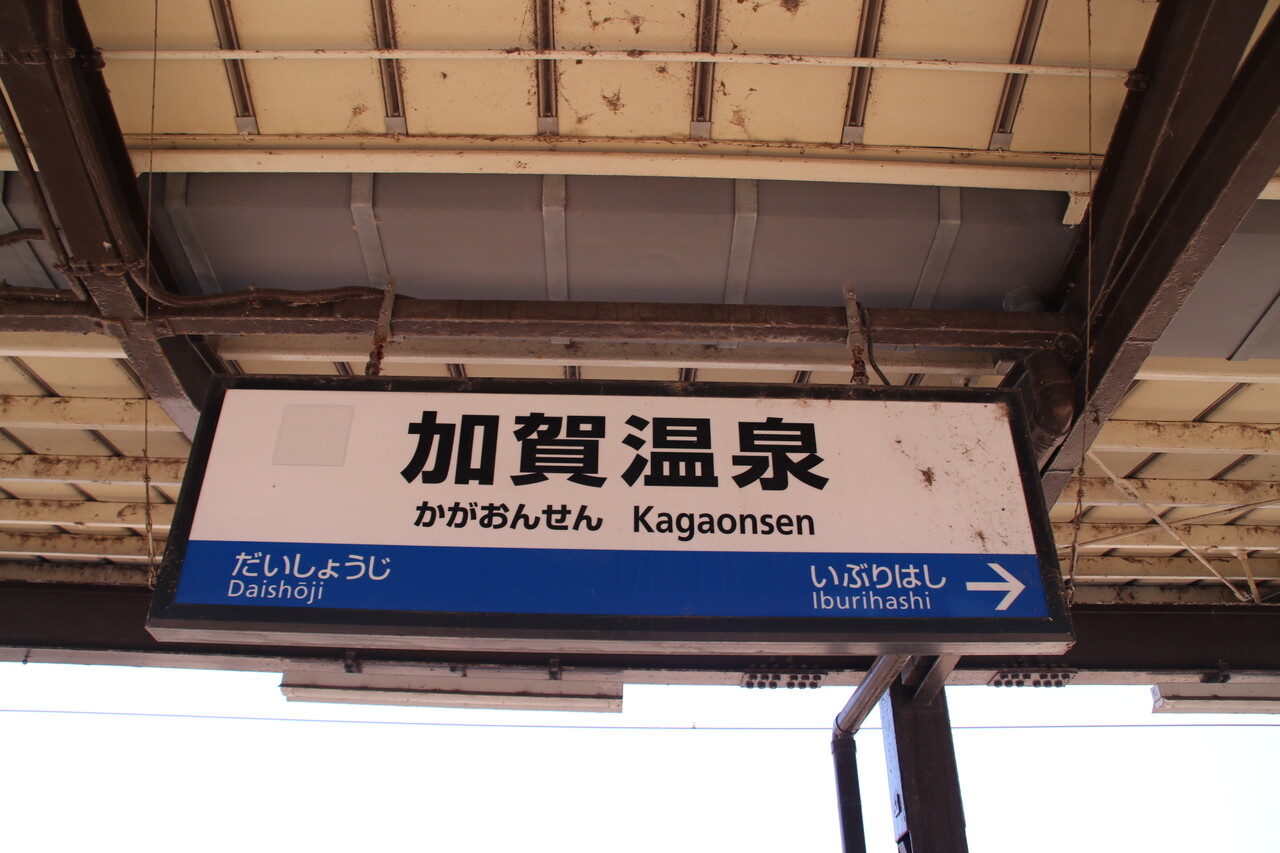 加賀温泉
かがおんせん Kagaonsen
だいしょうじ いぶりはし →
Daishōji Iburihashi